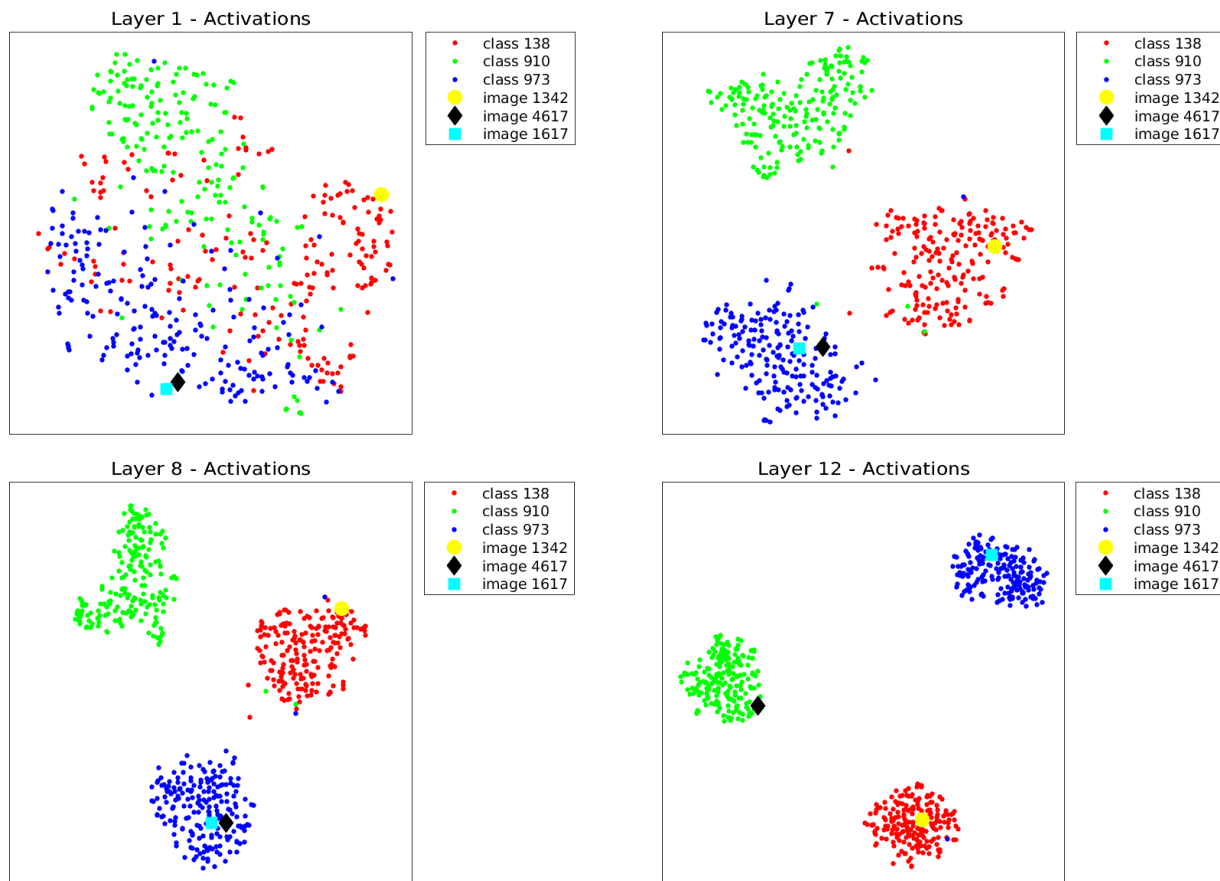 Layer 1 - Activations
class 138
class 910
class 973
image 1342
image 4617
image 1617
Layer 7 - Activations
class 138
class 910
class 973
image 1342
image 4617
image 1617
Layer 8 - Activations
class 138
class 910
class 973
image 1342
image 4617
image 1617
Layer 12 - Activations
class 138
class 910
class 973
image 1342
image 4617
image 1617